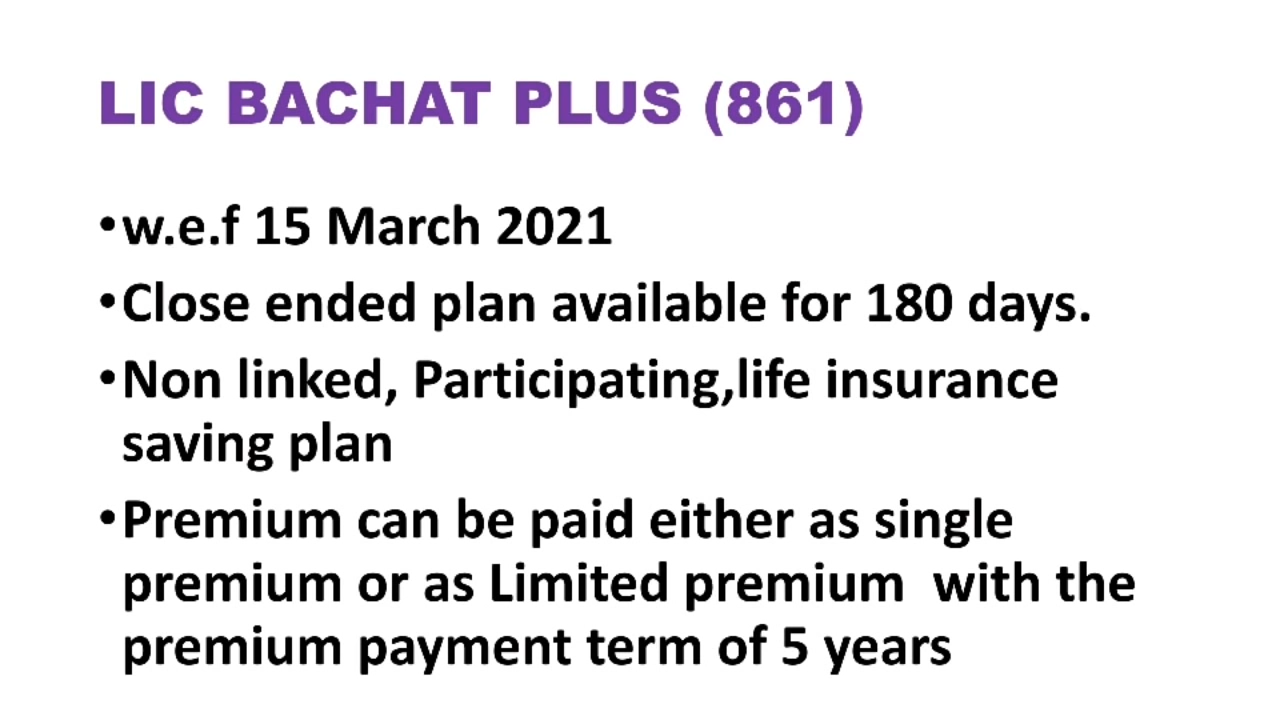 LIC BACHAT PLUS (861)
•w.e.f 15 March 2021
•Close ended plan available for 180 days.
•Non linked, Participating,life insurance
saving plan
•Premium can be paid either as single
premium or as Limited premium  with the
premium payment term of 5 years